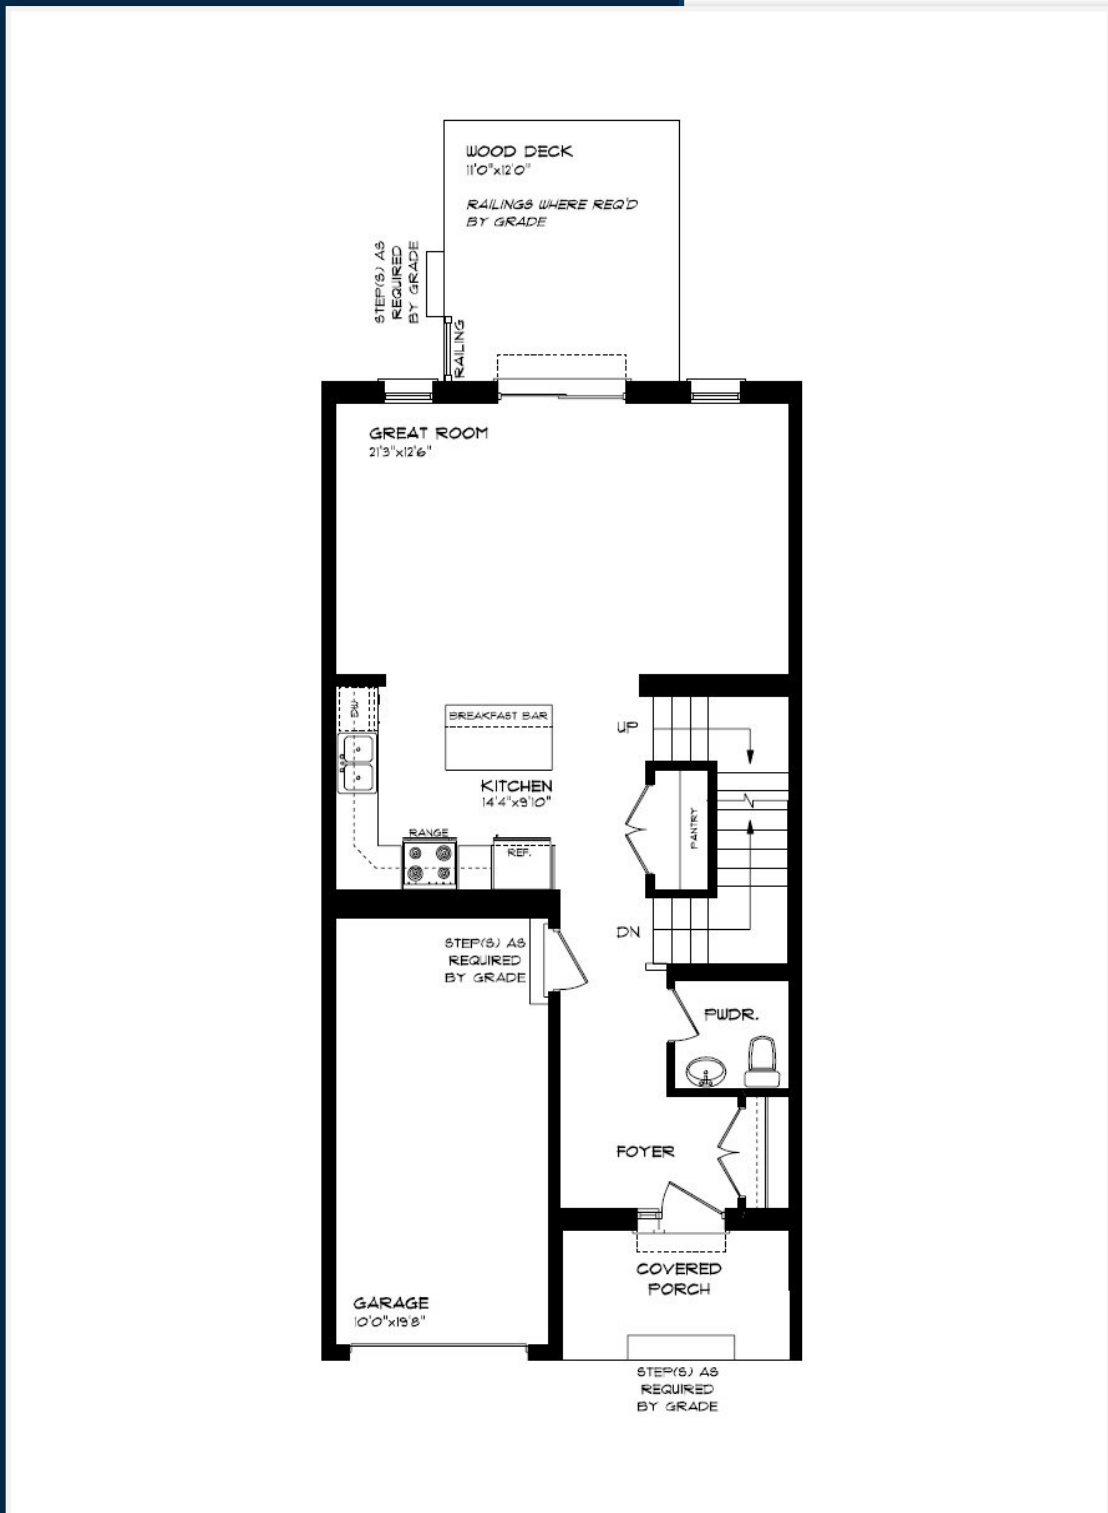 WOOD DECK
11'0"x12'0"
RAILINGS WHERE REQ'D
BY GRADE
STEP(S) AS
REQUIRED
BY GRADE
RAILING
GREAT ROOM
21'3"x12'6"
DW
BREAKFAST BAR
UP
KITCHEN
14'4"x9'10"
PANTRY
RANGE
REF.
DN
STEP(S) AS
REQUIRED
BY GRADE
PWDR.
FOYER
COVERED
PORCH
GARAGE
10'0"x19'8"
STEP(S) AS
REQUIRED
BY GRADE